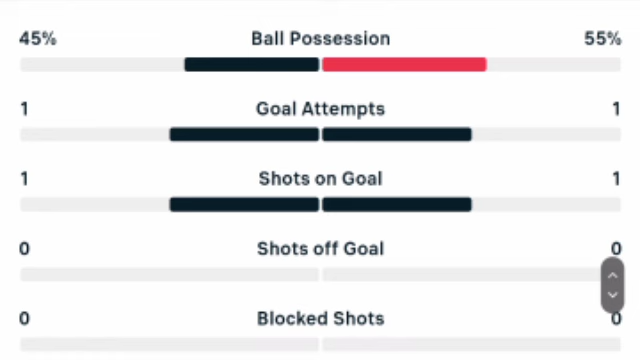 45% Ball Possession 55%
1 Goal Attempts 1
1 Shots on Goal 1
0 Shots off Goal 0
0 Blocked Shots 0